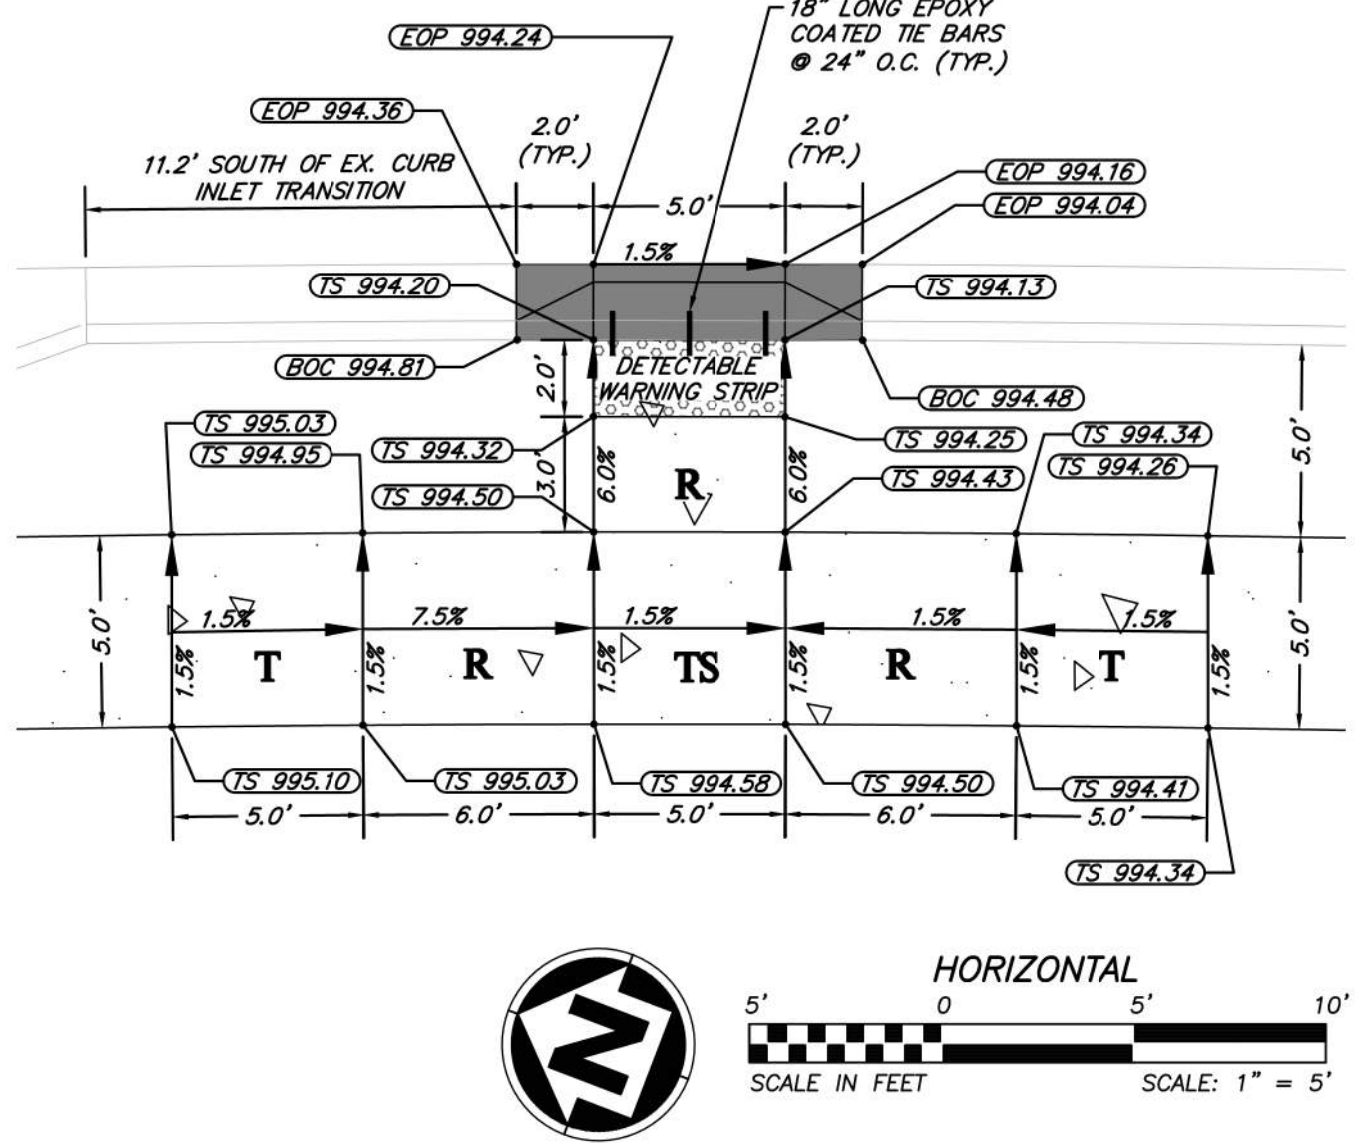 18" LONG EPOXY
COATED TIE BARS
@ 24" O.C. (TYP.)
EOP 994.24
EOP 994.36
2.0'
(TYP.)
2.0'
(TYP.)
11.2' SOUTH OF EX. CURB
INLET TRANSITION
EOP 994.16
EOP 994.04
5.0'
1.5%
TS 994.20
TS 994.13
BOC 994.81
2.0'
DETECTABLE
WARNING STRIP
BOC 994.48
TS 995.03
TS 994.95
TS 994.32
TS 994.25
TS 994.34
TS 994.26
5.0'
3.0'
6.0%
R
6.0%
TS 994.50
TS 994.43
5.0'
1.5%
7.5%
1.5%
1.5%
1.5%
5.0'
1.5%
T
1.5%
R
1.5%
TS
1.5%
R
1.5%
T
1.5%
TS 995.10
TS 995.03
TS 994.58
TS 994.50
TS 994.41
5.0'
6.0'
5.0'
6.0'
5.0'
TS 994.34
N
HORIZONTAL
5'
0
5'
10'
SCALE IN FEET
SCALE: 1" = 5'